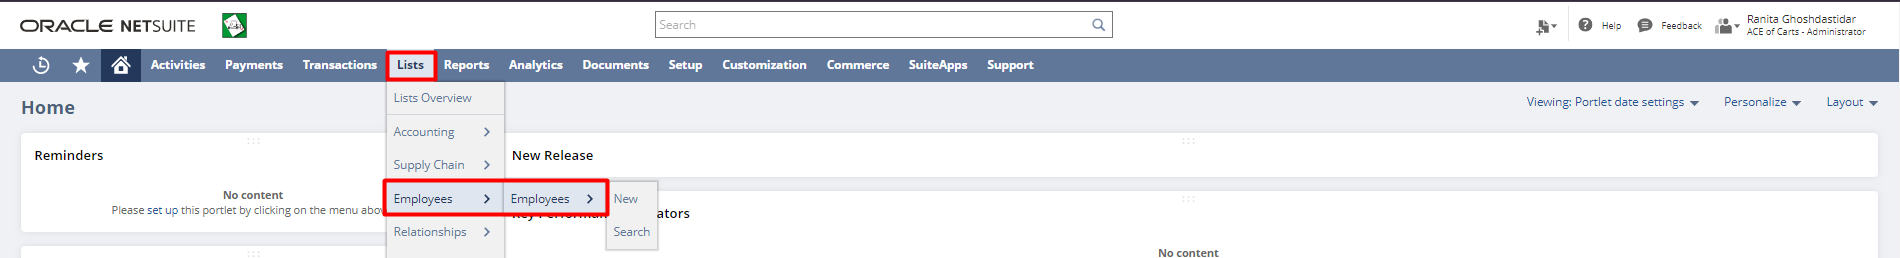 ORACLE NETSUITE
Search
Help
Feedback
Ranita Ghoshdastidar
ACE of Carts - Administrator
Activities Payments Transactions Lists Reports Analytics Documents Setup Customization Commerce SuiteApps Support
Home
Viewing: Portlet date settings Personalize Layout
Lists Overview
Accounting
Supply Chain
Employees
Relationships
Employees
New
Search
Reminders
No content
Please set up this portlet by clicking on the menu abov
New Release
Key Performan
ators
No content